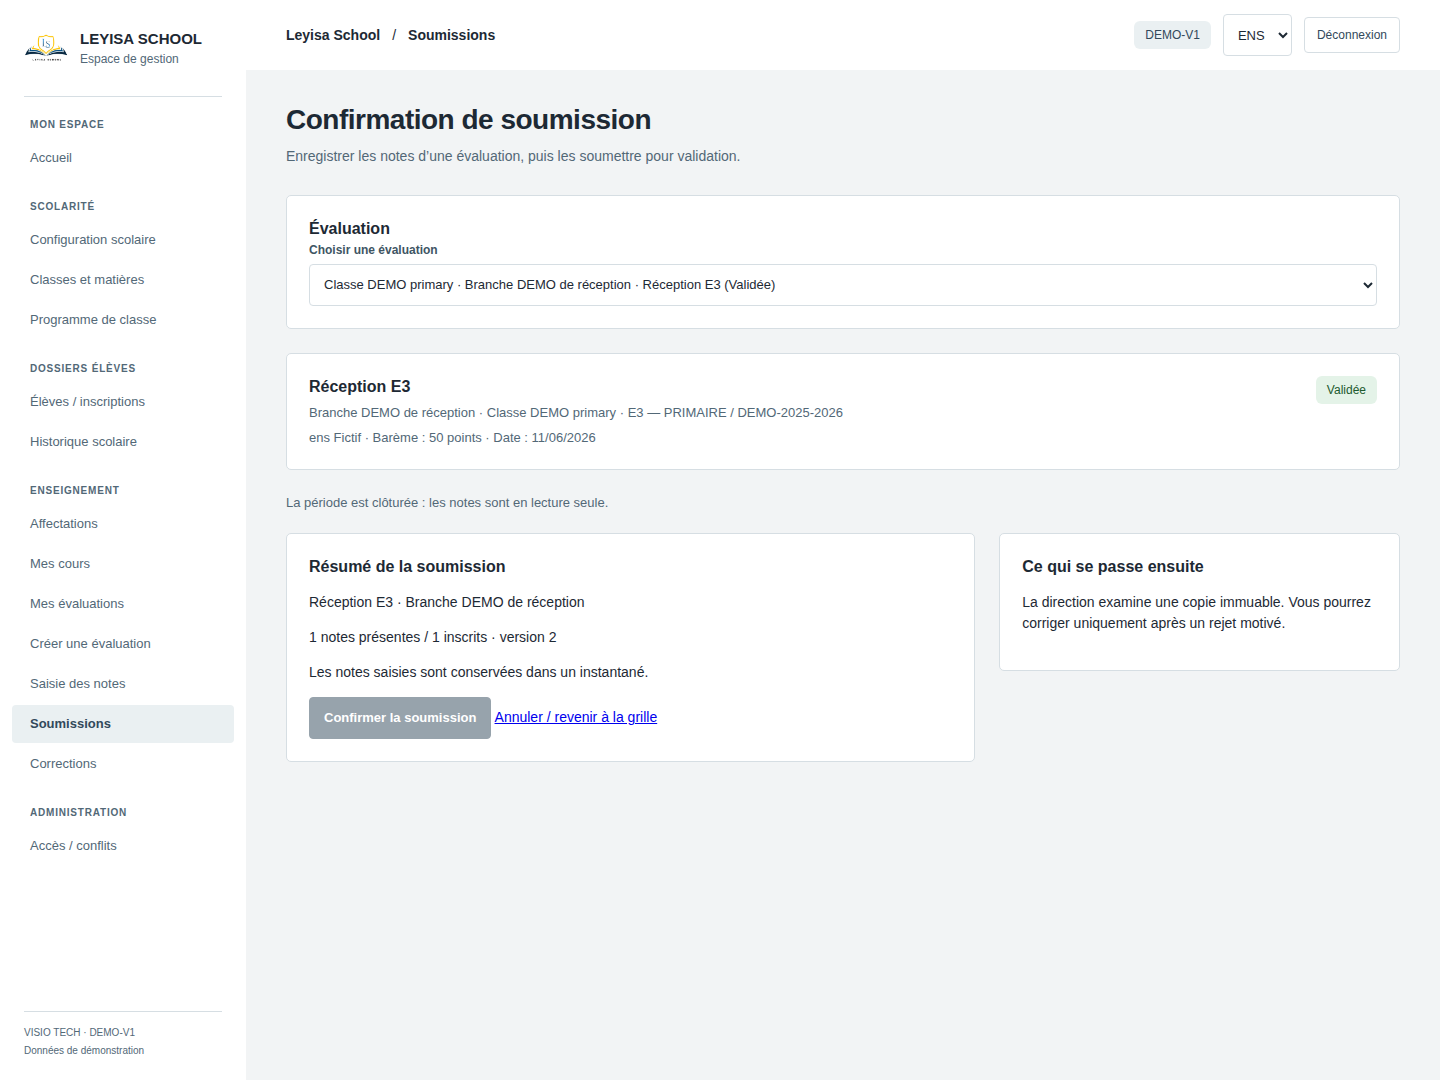 LEYISA SCHOOL
Espace de gestion
MON ESPACE
Accueil
SCOLARITÉ
Configuration scolaire
Classes et matières
Programme de classe
DOSSIERS ÉLÈVES
Élèves / inscriptions
Historique scolaire
ENSEIGNEMENT
Affectations
Mes cours
Mes évaluations
Créer une évaluation
Saisie des notes
Soumissions
Corrections
ADMINISTRATION
Accès / conflits
VISIO TECH · DEMO-V1
Données de démonstration
Leyisa School / Soumissions
DEMO-V1
ENS
Déconnexion
Confirmation de soumission
Enregistrer les notes d’une évaluation, puis les soumettre pour validation.
Évaluation
Choisir une évaluation
Classe DEMO primary · Branche DEMO de réception · Réception E3 (Validée)
Réception E3
Validée
Branche DEMO de réception · Classe DEMO primary · E3 — PRIMAIRE / DEMO-2025-2026
ens Fictif · Barème : 50 points · Date : 11/06/2026
La période est clôturée : les notes sont en lecture seule.
Résumé de la soumission
Réception E3 · Branche DEMO de réception
1 notes présentes / 1 inscrits · version 2
Les notes saisies sont conservées dans un instantané.
Confirmer la soumission
Annuler / revenir à la grille
Ce qui se passe ensuite
La direction examine une copie immuable. Vous pourrez
corriger uniquement après un rejet motivé.